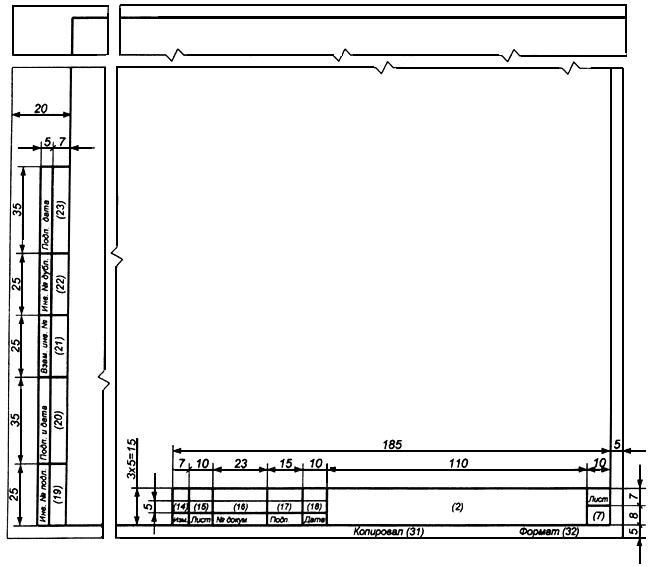 20
5 7
35
Подп. дата
(23)
25
Инв. № дубл.
(22)
25
Взам. инв. №
(21)
35
Подп. и дата
(20)
25
Инв. № подл.
(19)
185
5
3х5=15
7 10 23 15 10 110 10
5
(14) (15) (16) (17) (18)
Изм. Лист № докум Подп. Дата
(2)
Лист
(7)
7
8
5
Копировал (31) Формат (32)